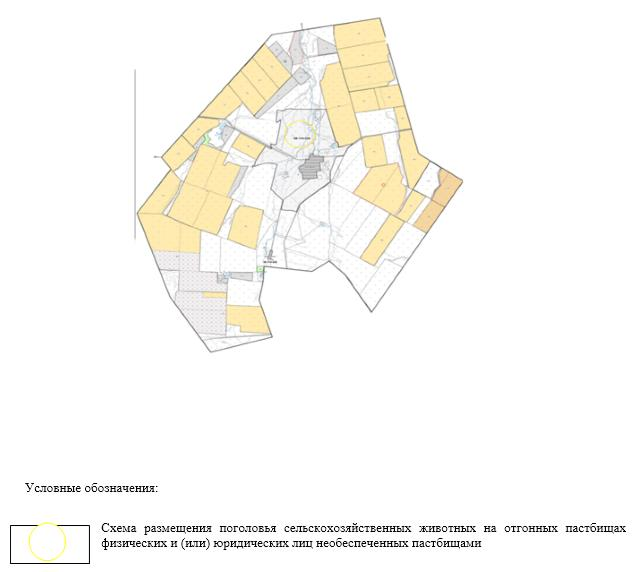 Условные обозначения:
Схема размещения поголовья сельскохозяйственных животных на отгонных пастбищах
физических и (или) юридических лиц необеспеченных пастбищами